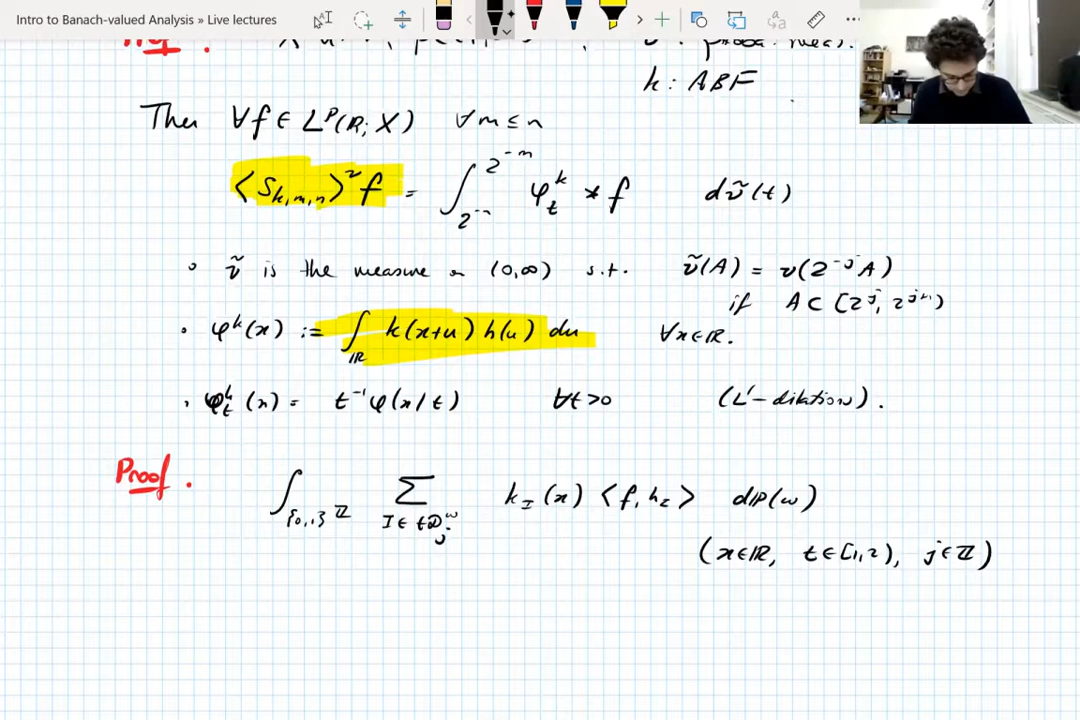 Intro to Banach-valued Analysis » Live lectures
k : ABF
Then ∀f ∈ Lᵖ(ℝ; X) ∀m ≤ n
⟨S_{k,m,n}⟩^ν f = ∫_{2^{-n}}^{2^{-m}} φ_t^k * f dν̃(t)
∘ ν̃ is the measure on (0,∞) s.t. ν̃(A) = ν(2^{-j}A)
if A ⊂ [2^j, 2^{j+1})
• φ^k(x) := ∫_ℝ k(x+u) h(u) du ∀x∈ℝ.
• φ_t^k(x) = t^{-1} φ(x/t) ∀t>0 (L¹-dilation).
Proof. ∫_{{0,1}^ℤ} Σ_{I ∈ t𝒟_j^ω} k_I(x) ⟨f, h_I⟩ dℙ(ω)
(x∈ℝ, t∈[1,2), j∈ℤ)